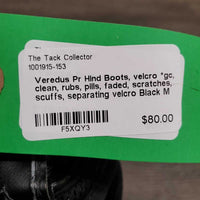 The Tack Collector
1001915-153
Veredus Pr Hind Boots, velcro *gc,
clean, rubs, pills, faded, scratches,
scuffs, separating velcro Black M
$80.00
F5XQY3